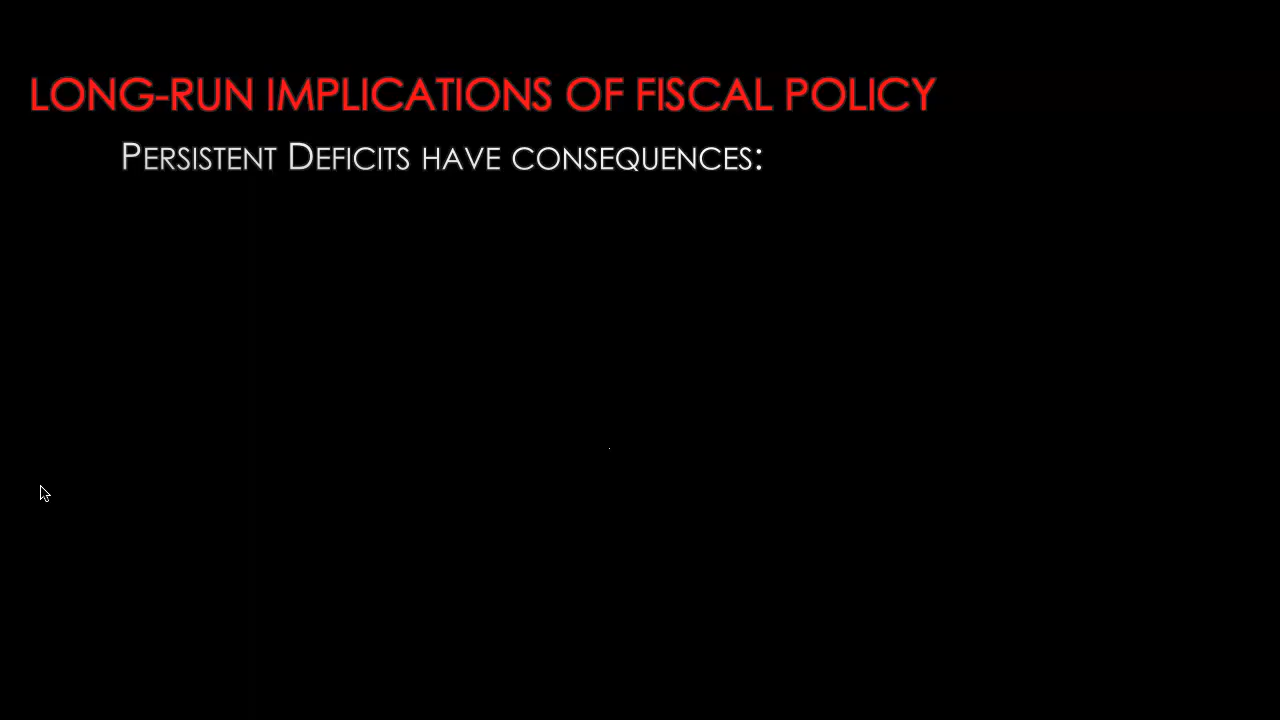 LONG-RUN IMPLICATIONS OF FISCAL POLICY
PERSISTENT DEFICITS HAVE CONSEQUENCES: